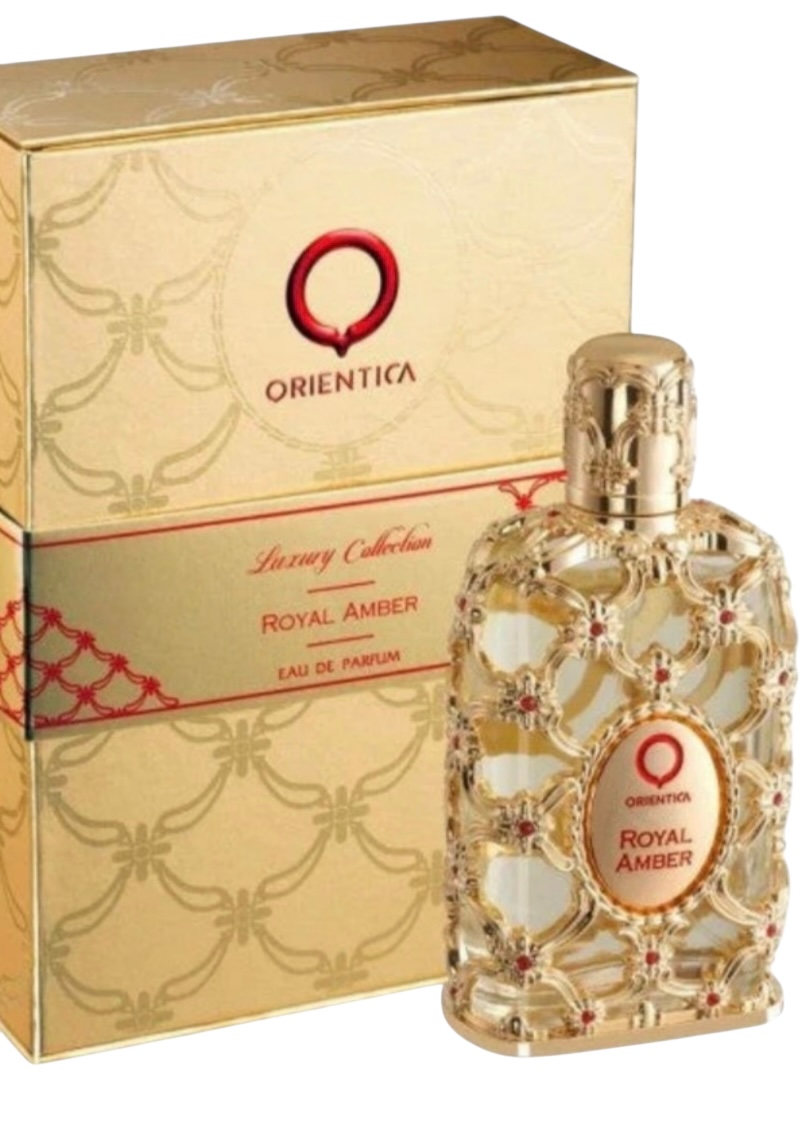 ORIENTICA
Luxury Collection
ROYAL AMBER
EAU DE PARFUM
ORIENTICA
ROYAL
AMBER